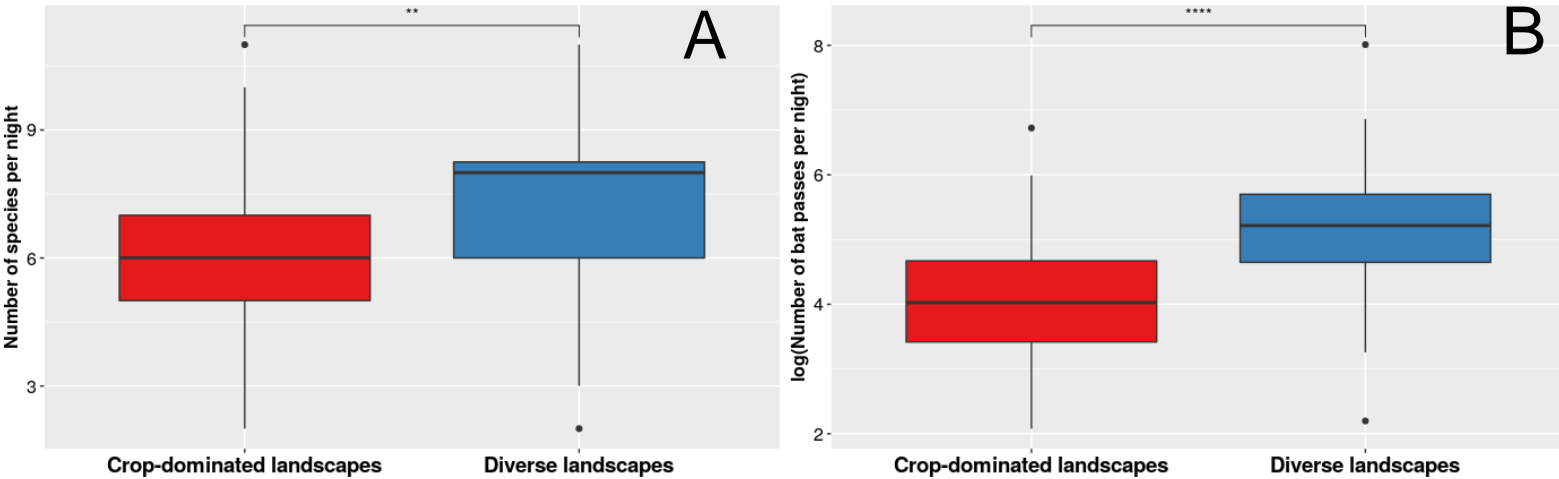 **
A
Number of species per night
9
6
3
Crop-dominated landscapes
Diverse landscapes
****
B
log(Number of bat passes per night)
8
6
4
2
Crop-dominated landscapes
Diverse landscapes